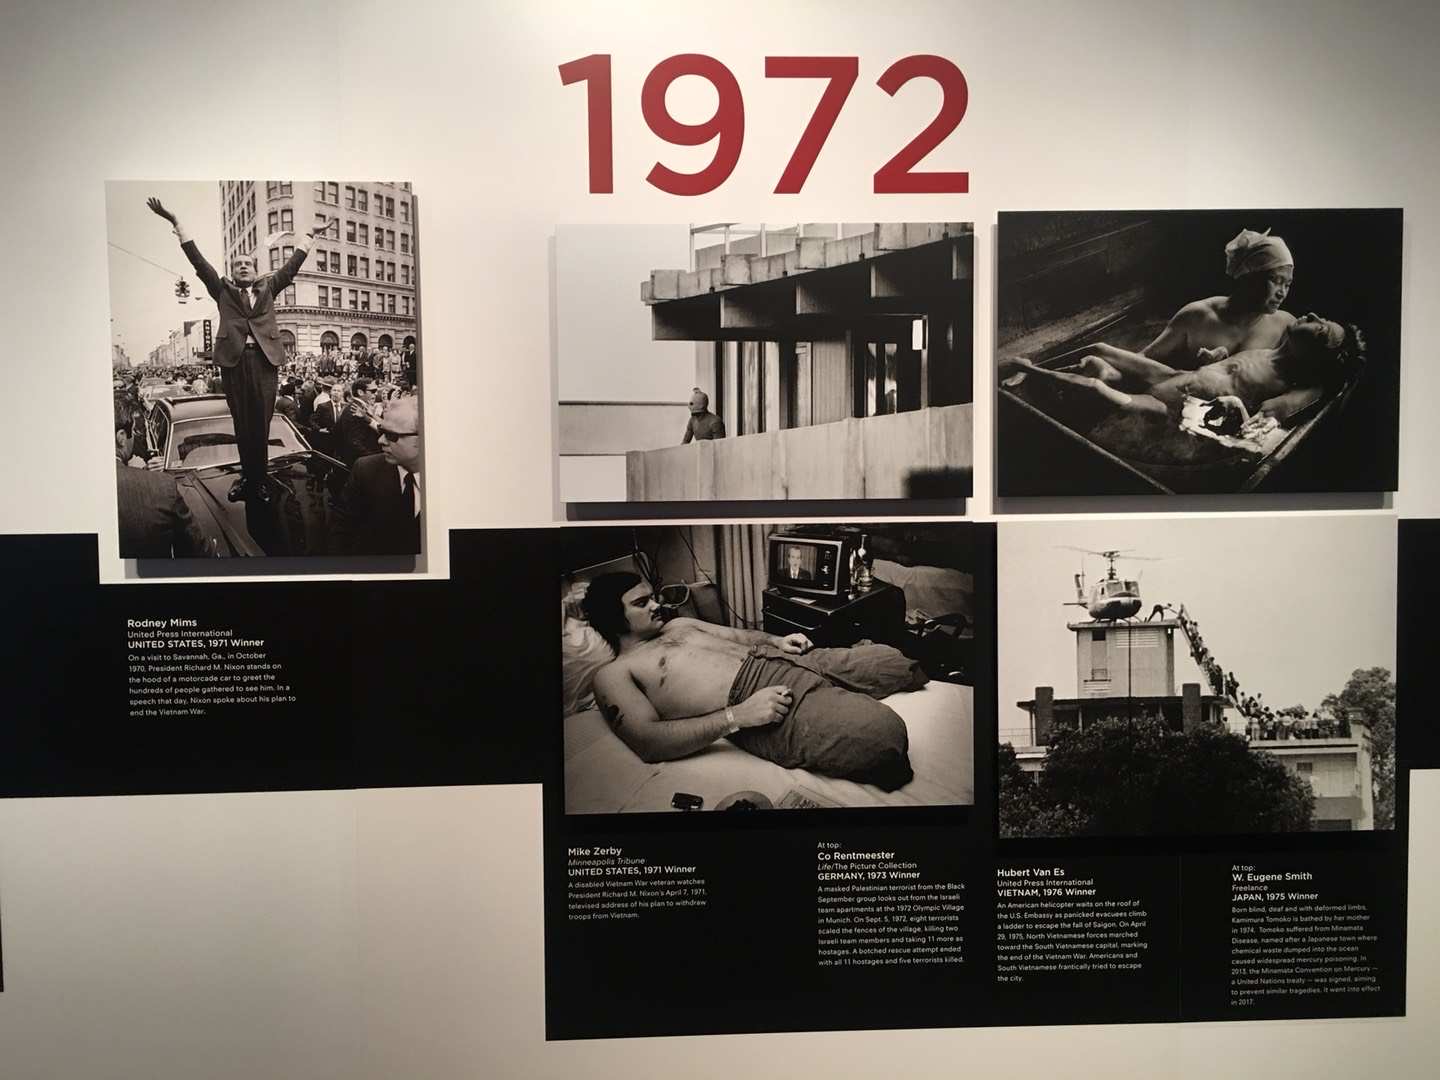 1972
Rodney Mims
United Press International
UNITED STATES, 1971 Winner
On a visit to Savannah, Ga., in October
1970, President Richard M. Nixon stands on
the hood of a motorcade car to greet the
hundreds of people gathered to see him. In a
speech that day, Nixon spoke about his plan to
end the Vietnam War.
Mike Zerby
Minneapolis Tribune
UNITED STATES, 1971 Winner
A disabled Vietnam War veteran watches
President Richard M. Nixon's April 7, 1971,
televised address of his plan to withdraw
troops from Vietnam.
At top:
Co Rentmeester
Life/The Picture Collection
GERMANY, 1973 Winner
A masked Palestinian terrorist from the Black
September group looks out from the Israeli
team apartments at the 1972 Olympic Village
in Munich. On Sept. 5, 1972, eight terrorists
scaled the fences of the village, killing two
Israeli team members and taking 11 more as
hostages. A botched rescue attempt ended
with all 11 hostages and five terrorists killed.
Hubert Van Es
United Press International
VIETNAM, 1976 Winner
An American helicopter waits on the roof of
the U.S. Embassy as panicked evacuees climb
a ladder to escape the fall of Saigon. On April
29, 1975, North Vietnamese forces marched
toward the South Vietnamese capital, marking
the end of the Vietnam War. Americans and
South Vietnamese frantically tried to escape
the city.
At top:
W. Eugene Smith
Freelance
JAPAN, 1975 Winner
Born blind, deaf and with deformed limbs,
Kamimura Tomoko is bathed by her mother
in 1974. Tomoko suffered from Minamata
Disease, named after a Japanese town where
chemical waste dumped into the ocean
caused widespread mercury poisoning. In
2013, the Minamata Convention on Mercury —
a United Nations treaty — was signed, aiming
to prevent similar tragedies. It went into effect
in 2017.